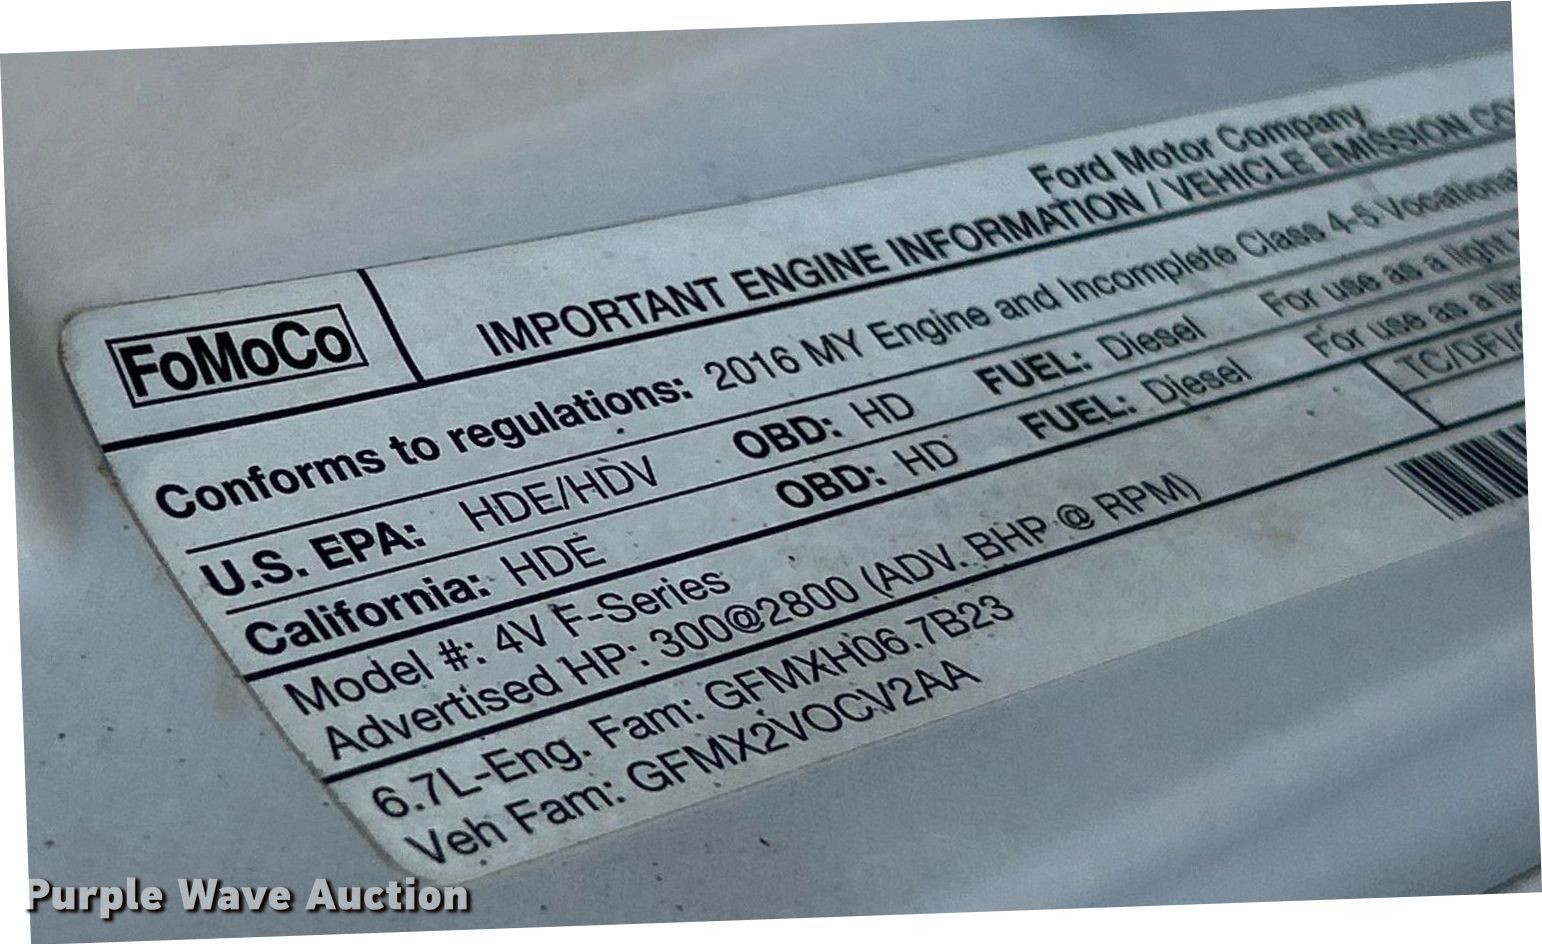 Ford Motor Company
FoMoCo IMPORTANT ENGINE INFORMATION / VEHICLE EMISSION
Conforms to regulations: 2016 MY Engine and Incomplete Class 4-5 Vocational
U.S. EPA: HDE/HDV OBD: HD FUEL: Diesel For use as a light
California: HDE OBD: HD FUEL: Diesel For use as a
Model #: 4V F-Series TC/DFI/
Advertised HP: 300@2800 (ADV. BHP @ RPM)
6.7L-Eng. Fam: GFMXH06.7B23
Veh Fam: GFMX2VOCV2AA
Purple Wave Auction